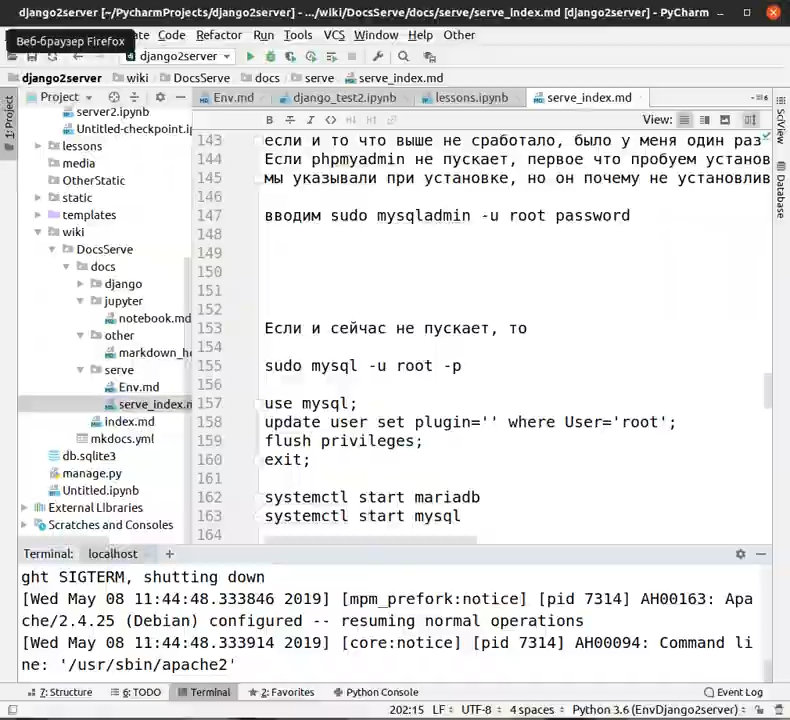 django2server [~/PycharmProjects/django2server] - .../wiki/DocsServe/docs/serve/serve_index.md [django2server] - PyCharm
Веб-браузер Firefox
Code Refactor Run Tools VCS Window Help Other
django2server
django2server wiki DocsServe docs serve serve_index.md
Project
Env.md django_test2.ipynb lessons.ipynb serve_index.md
1: Project
SciView
Database
View:
server2.ipynb
Untitled-checkpoint.ip
lessons
media
OtherStatic
static
templates
wiki
DocsServe
docs
django
jupyter
notebook.md
other
markdown_h
serve
Env.md
serve_index.m
index.md
mkdocs.yml
db.sqlite3
manage.py
Untitled.ipynb
External Libraries
Scratches and Consoles
143 если и то что выше не сработало, было у меня один раз
144 Если phpmyadmin не пускает, первое что пробуем установ
145 мы указывали при установке, но он почему не установлив
146
147 вводим sudo mysqladmin -u root password
148
149
150
151
152
153 Если и сейчас не пускает, то
154
155 sudo mysql -u root -p
156
157 use mysql;
158 update user set plugin='' where User='root';
159 flush privileges;
160 exit;
161
162 systemctl start mariadb
163 systemctl start mysql
164
Terminal: localhost +
ght SIGTERM, shutting down
[Wed May 08 11:44:48.333846 2019] [mpm_prefork:notice] [pid 7314] AH00163: Apa
che/2.4.25 (Debian) configured -- resuming normal operations
[Wed May 08 11:44:48.333914 2019] [core:notice] [pid 7314] AH00094: Command li
ne: '/usr/sbin/apache2'
7: Structure 6: TODO Terminal 2: Favorites Python Console Event Log
202:15 LF UTF-8 4 spaces Python 3.6 (EnvDjango2server)